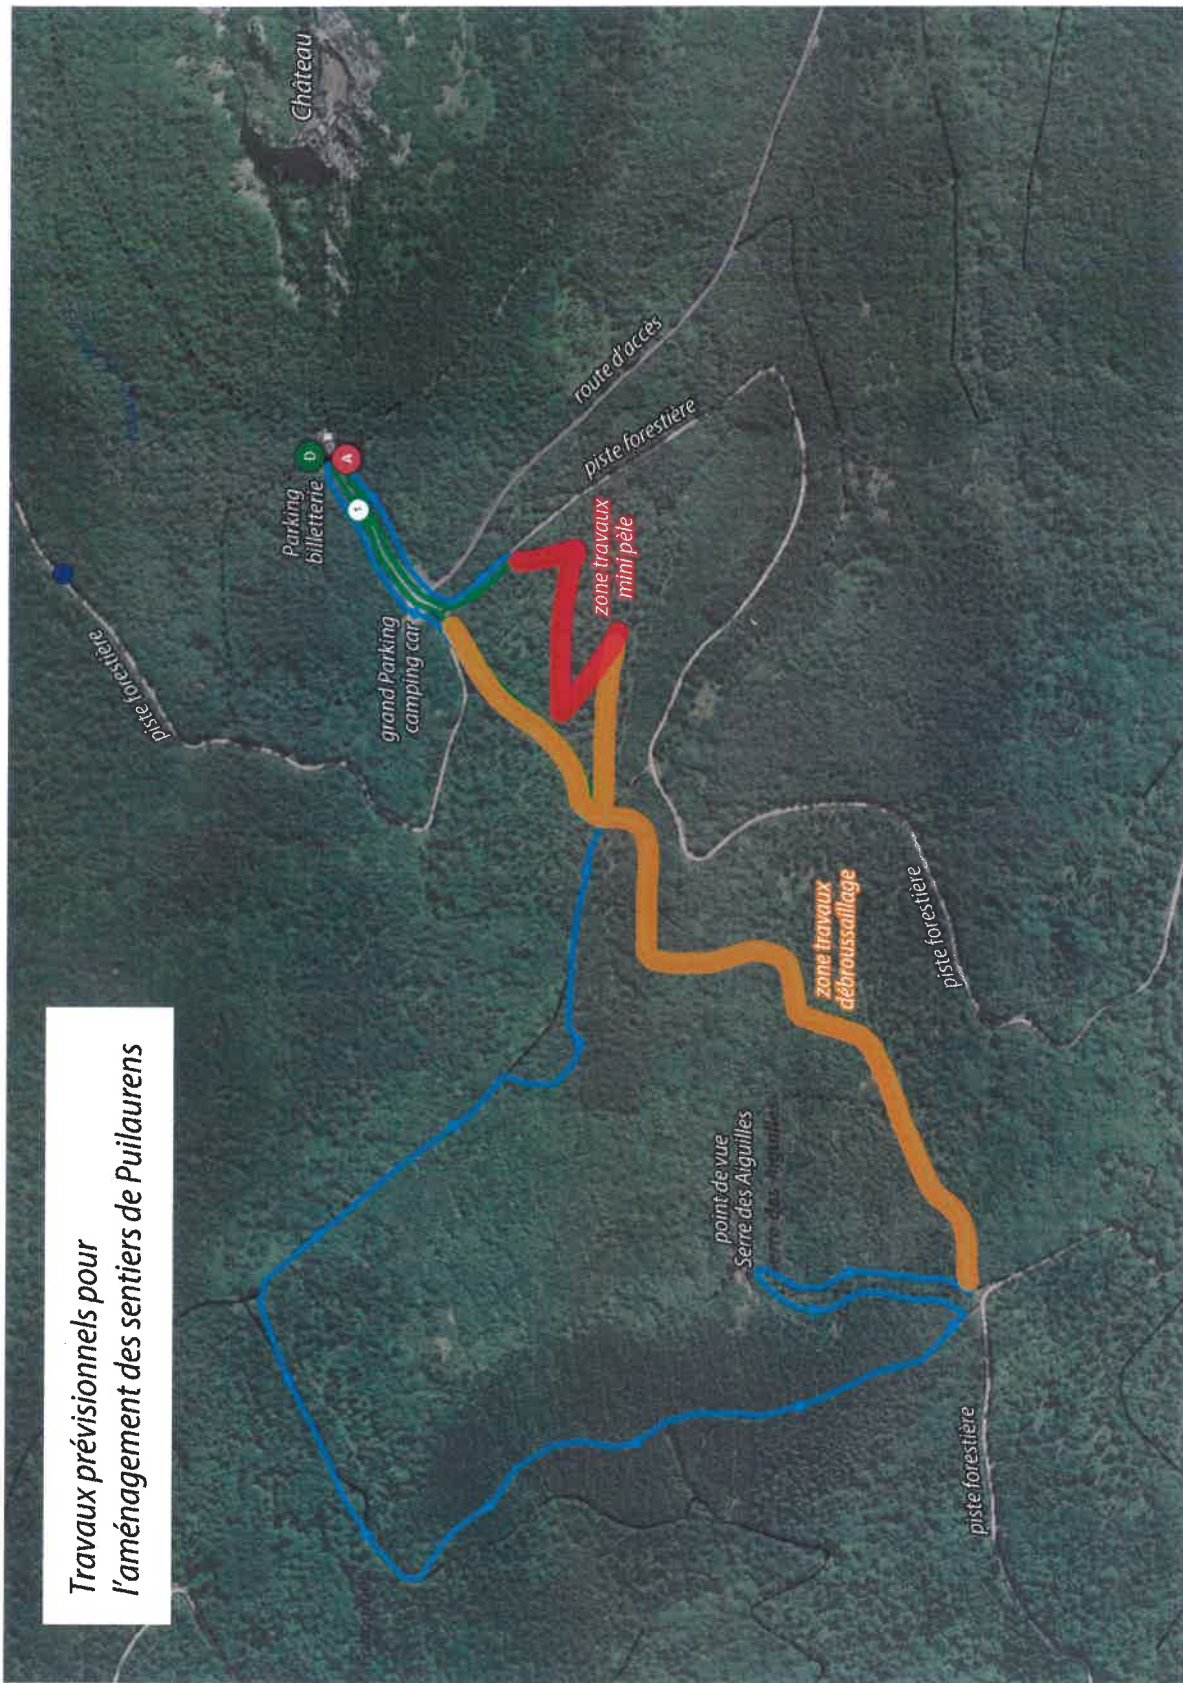 Travaux prévisionnels pour
l'aménagement des sentiers de Puilaurens
piste forestière
Parking
billetterie
D
A
1
Château
grand Parking
camping car
route d'accès
piste forestière
zone travaux
mini pèle
point de vue
Serre des Aiguilles
zone travaux
débroussaillage
piste forestière
piste forestière